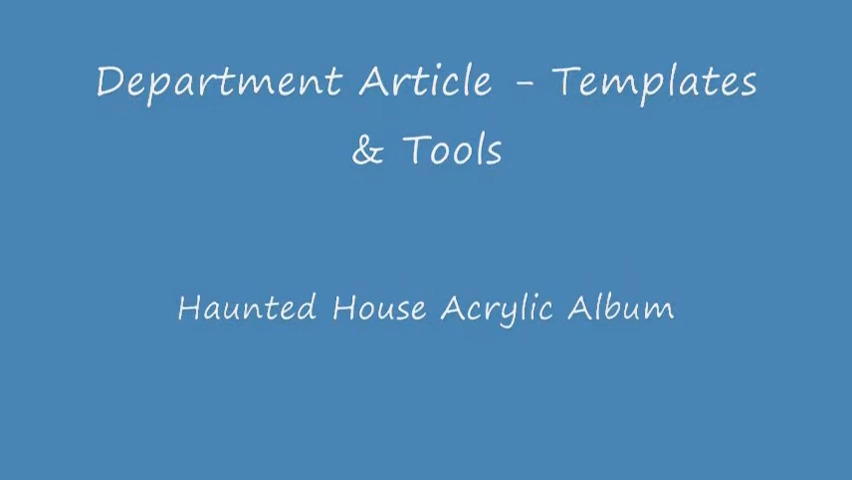 Department Article - Templates
& Tools
Haunted House Acrylic Album